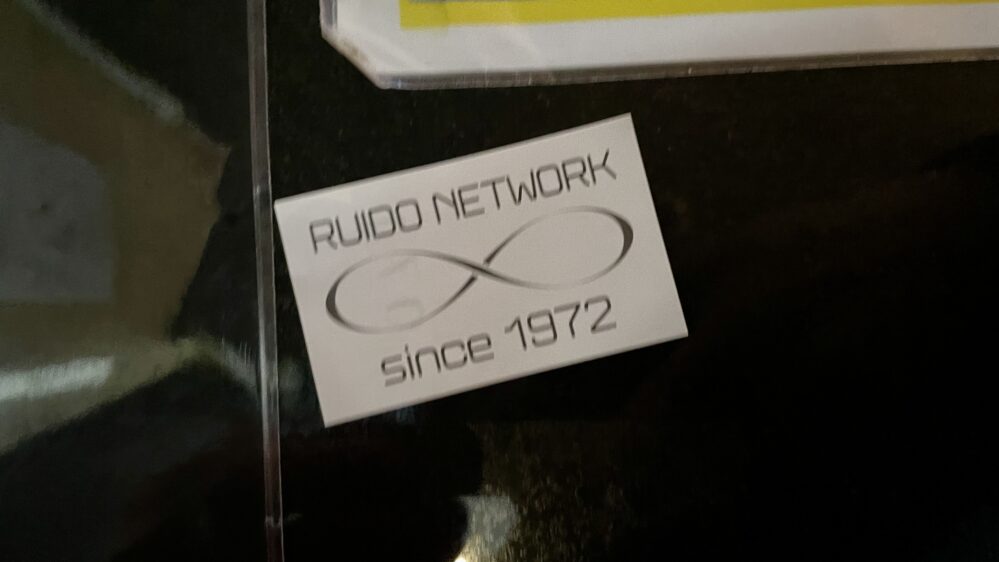 RUIDO NETWORK
since 1972